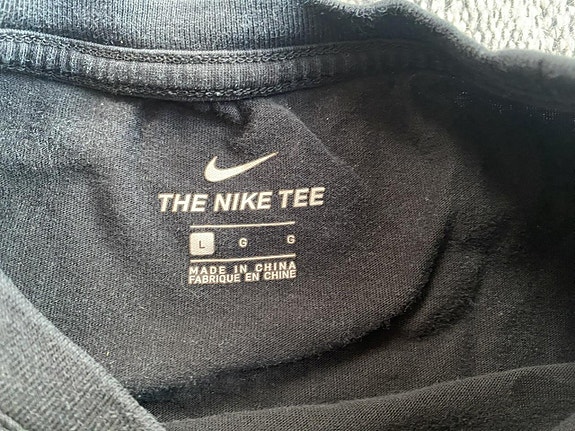 THE NIKE TEE
L G G
MADE IN CHINA
FABRIQUE EN CHINE